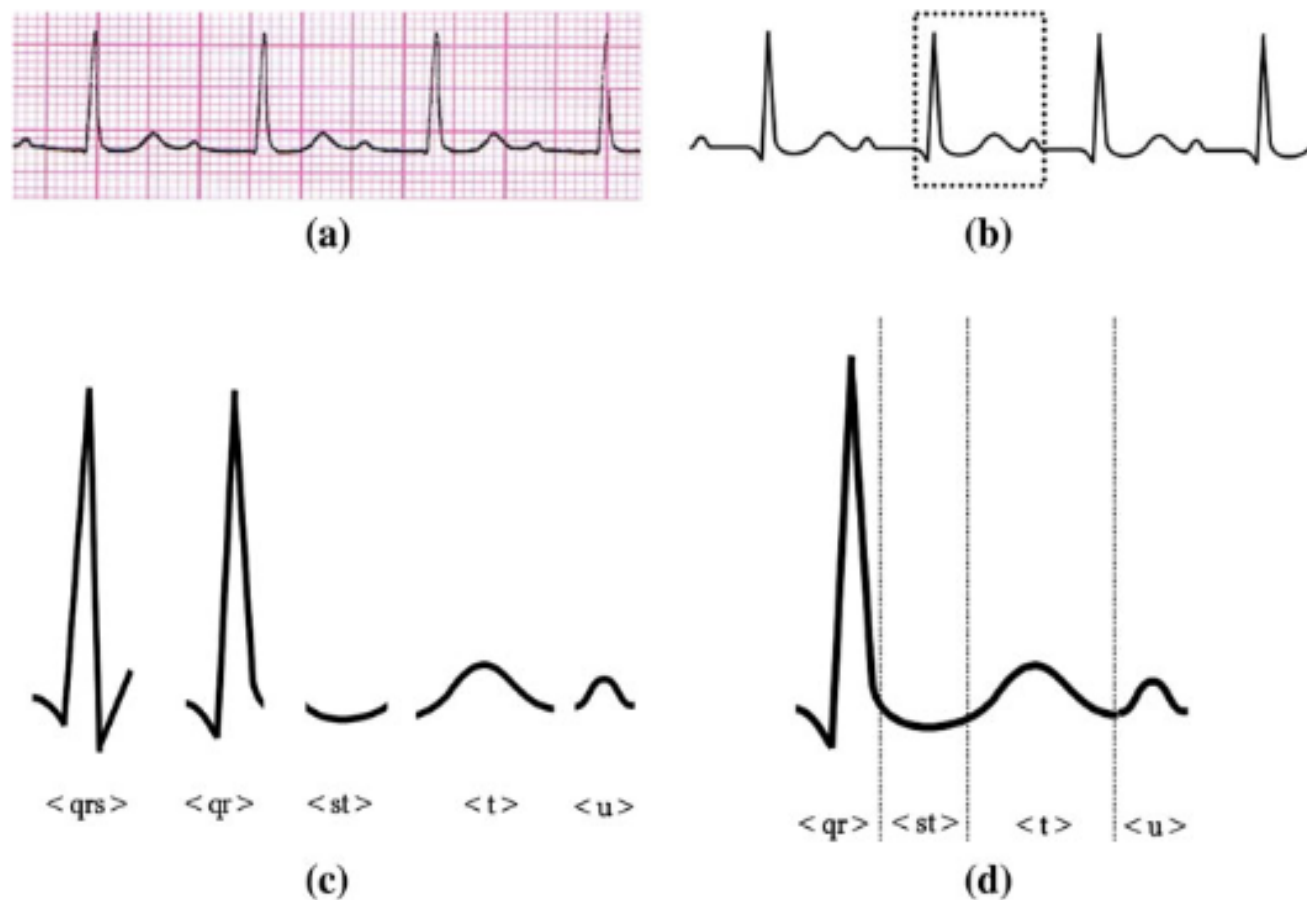 (a)
(b)
< qrs > < qr > < st > < t > < u >
(c)
< qr > < st > < t > < u >
(d)